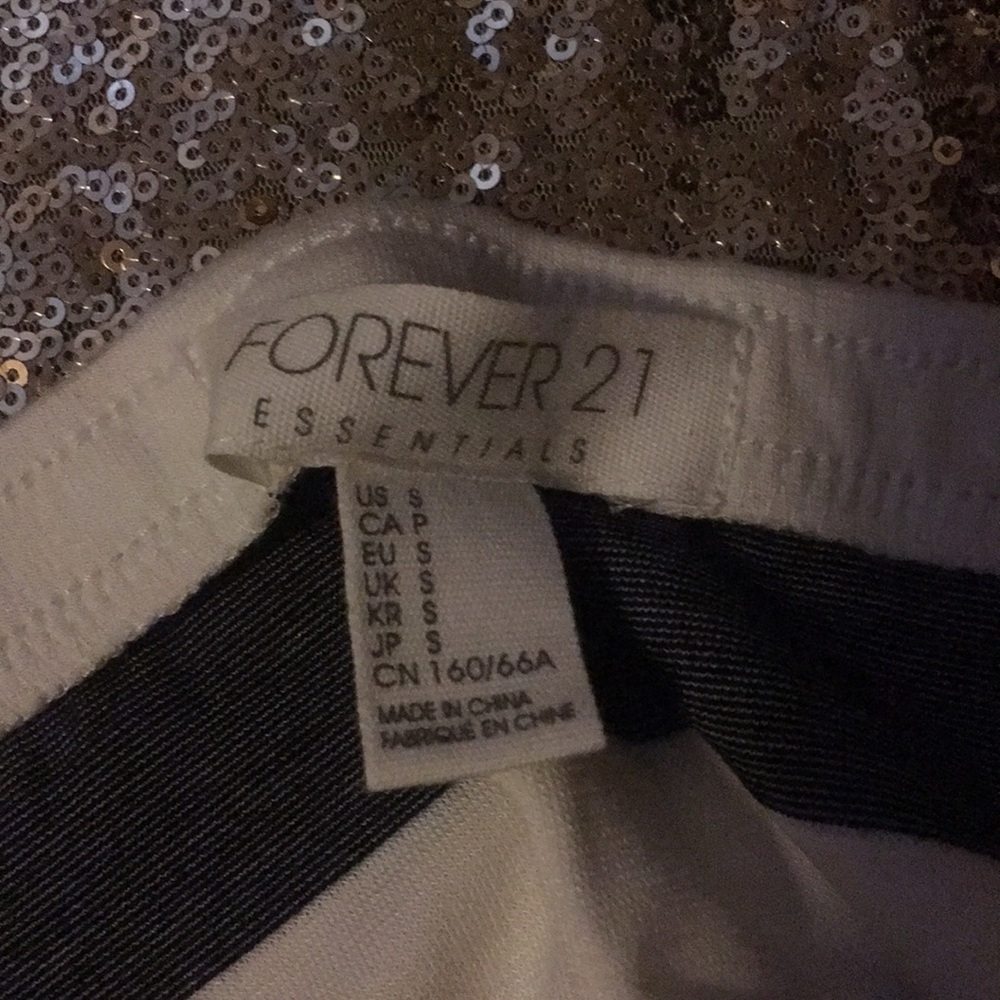 FOREVER 21
ESSENTIALS
US S
CA P
EU S
UK S
KR S
JP S
CN 160/66A
MADE IN CHINA
FABRIQUÉ EN CHINE